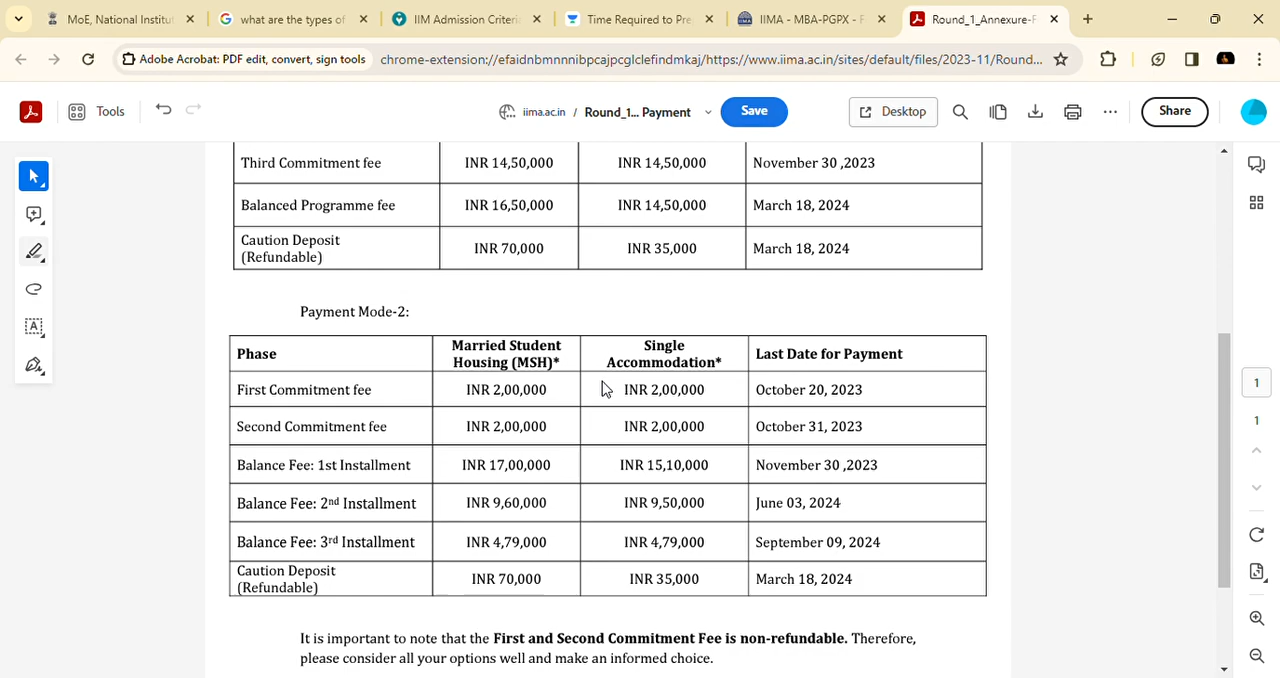 MoE, National Institut
what are the types of
IIM Admission Criteria
Time Required to Pre
IIMA - MBA-PGPX - F
Round_1_Annexure-F
Adobe Acrobat: PDF edit, convert, sign tools
chrome-extension://efaidnbmnnnibpcajpcglclefindmkaj/https://www.iima.ac.in/sites/default/files/2023-11/Round...
Tools
iima.ac.in / Round_1... Payment
Save
Desktop
Share
Third Commitment fee INR 14,50,000 INR 14,50,000 November 30 ,2023
Balanced Programme fee INR 16,50,000 INR 14,50,000 March 18, 2024
Caution Deposit
(Refundable) INR 70,000 INR 35,000 March 18, 2024
Payment Mode-2:
Phase Married Student
Housing (MSH)* Single
Accommodation* Last Date for Payment
First Commitment fee INR 2,00,000 INR 2,00,000 October 20, 2023
Second Commitment fee INR 2,00,000 INR 2,00,000 October 31, 2023
Balance Fee: 1st Installment INR 17,00,000 INR 15,10,000 November 30 ,2023
Balance Fee: 2nd Installment INR 9,60,000 INR 9,50,000 June 03, 2024
Balance Fee: 3rd Installment INR 4,79,000 INR 4,79,000 September 09, 2024
Caution Deposit
(Refundable) INR 70,000 INR 35,000 March 18, 2024
It is important to note that the First and Second Commitment Fee is non-refundable. Therefore,
please consider all your options well and make an informed choice.
1
1